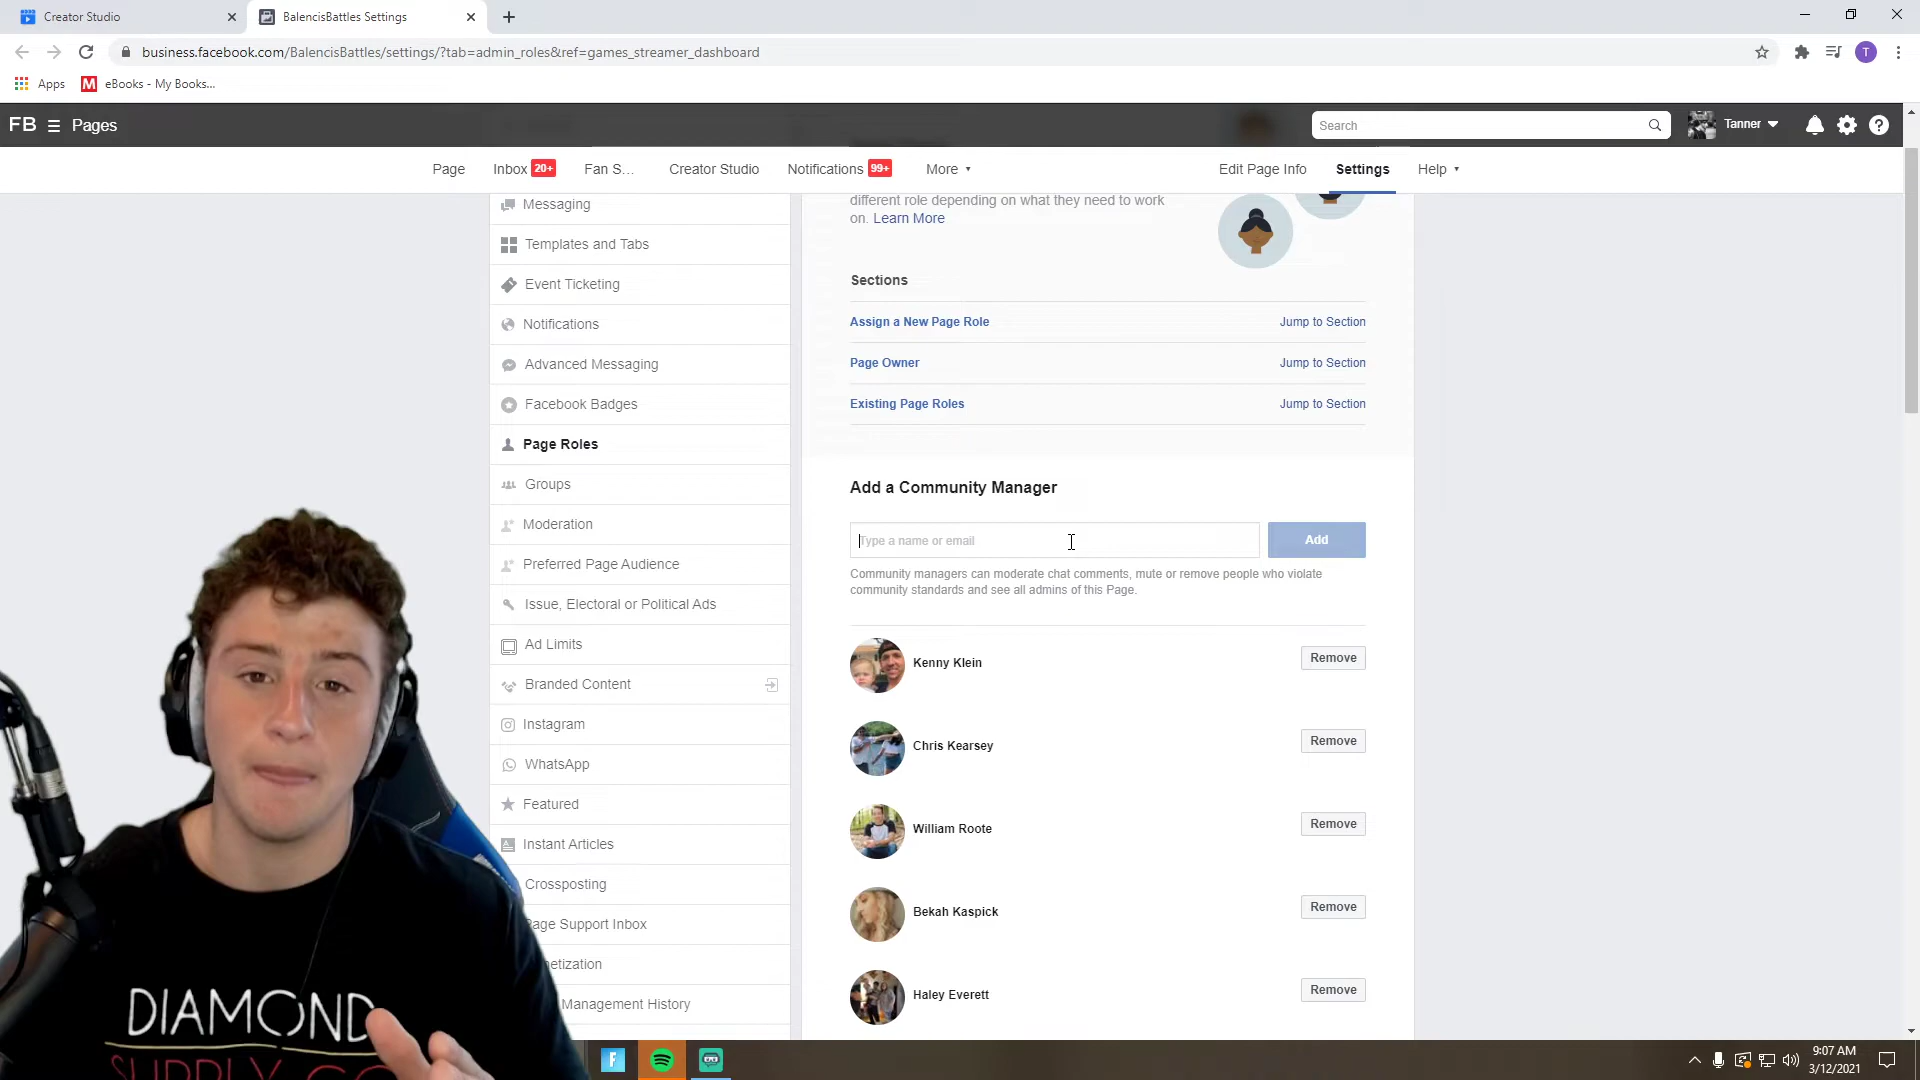 Creator Studio
BalencisBattles Settings
business.facebook.com/BalencisBattles/settings/?tab=admin_roles&ref=games_streamer_dashboard
T
Apps
M eBooks - My Books...
FB Pages
Search
Tanner
Page
Inbox 20+
Fan S...
Creator Studio
Notifications 99+
More
Edit Page Info
Settings
Help
Messaging
Templates and Tabs
Event Ticketing
Notifications
Advanced Messaging
Facebook Badges
Page Roles
Groups
Moderation
Preferred Page Audience
Issue, Electoral or Political Ads
Ad Limits
Branded Content
Instagram
WhatsApp
Featured
Instant Articles
Crossposting
Page Support Inbox
netization
Management History
different role depending on what they need to work
on. Learn More
Sections
Assign a New Page Role Jump to Section
Page Owner Jump to Section
Existing Page Roles Jump to Section
Add a Community Manager
Type a name or email
Add
Community managers can moderate chat comments, mute or remove people who violate
community standards and see all admins of this Page.
Kenny Klein Remove
Chris Kearsey Remove
William Roote Remove
Bekah Kaspick Remove
Haley Everett Remove
DIAMOND
SUPPLY CO
9:07 AM
3/12/2021